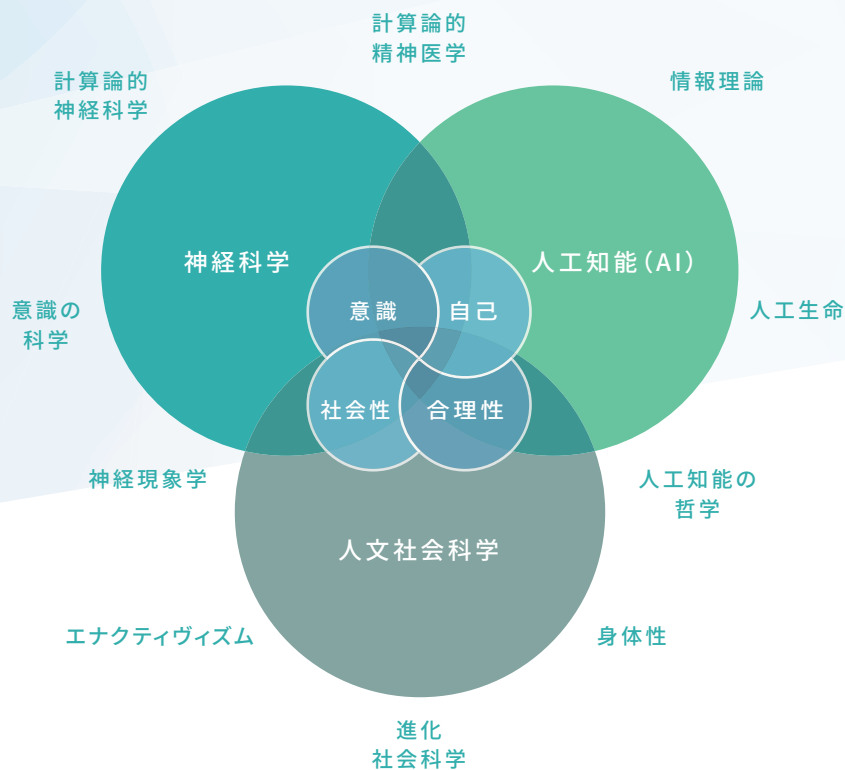 計算論的
精神医学
計算論的
神経科学
情報理論
神経科学
人工知能（AI）
意識
自己
意識の
科学
人工生命
社会性
合理性
神経現象学
人工知能の
哲学
人文社会科学
エナクティヴィズム
身体性
進化
社会科学